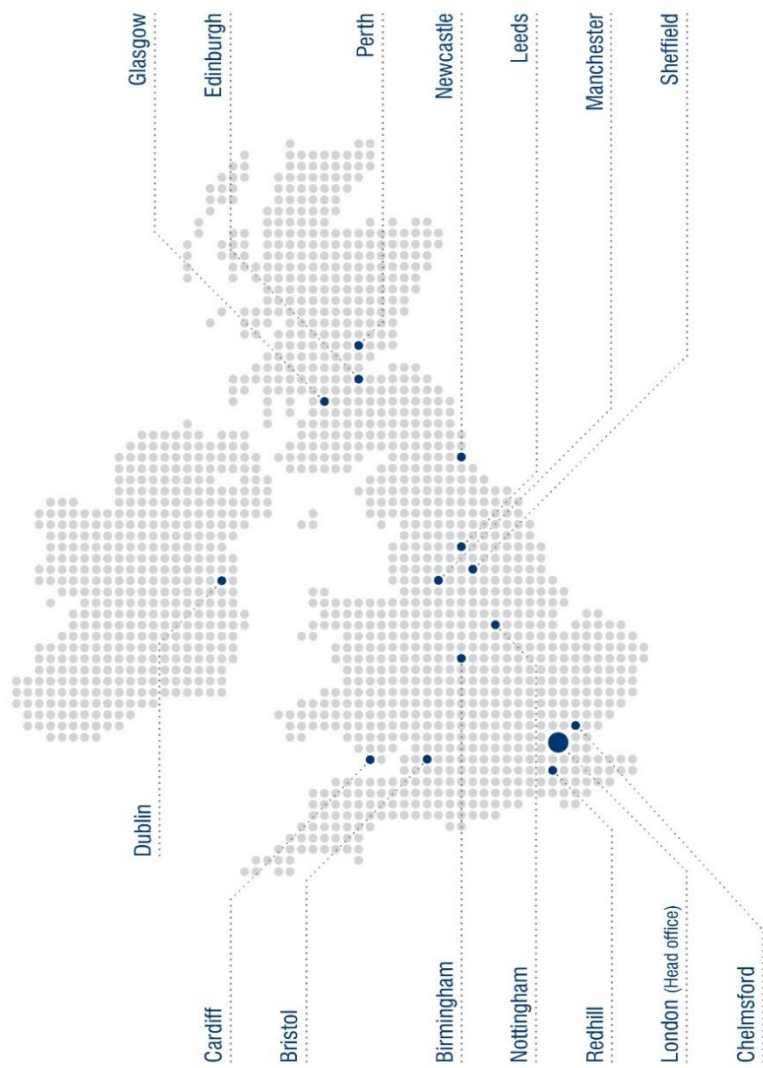 Glasgow
Edinburgh
Perth
Newcastle
Leeds
Manchester
Sheffield
Dublin
Cardiff
Bristol
Birmingham
Nottingham
Redhill
London (Head office)
Chelmsford